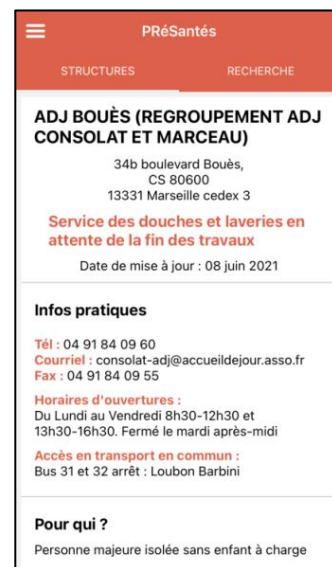 PRéSantés
STRUCTURES
RECHERCHE
ADJ BOUÈS (REGROUPEMENT ADJ
CONSOLAT ET MARCEAU)
34b boulevard Bouès,
CS 80600
13331 Marseille cedex 3
Service des douches et laveries en
attente de la fin des travaux
Date de mise à jour : 08 juin 2021
Infos pratiques
Tél : 04 91 84 09 60
Courriel : consolat-adj@accueildejour.asso.fr
Fax : 04 91 84 09 55
Horaires d'ouvertures :
Du Lundi au Vendredi 8h30-12h30 et
13h30-16h30. Fermé le mardi après-midi
Accès en transport en commun :
Bus 31 et 32 arrêt : Loubon Barbini
Pour qui ?
Personne majeure isolée sans enfant à charge